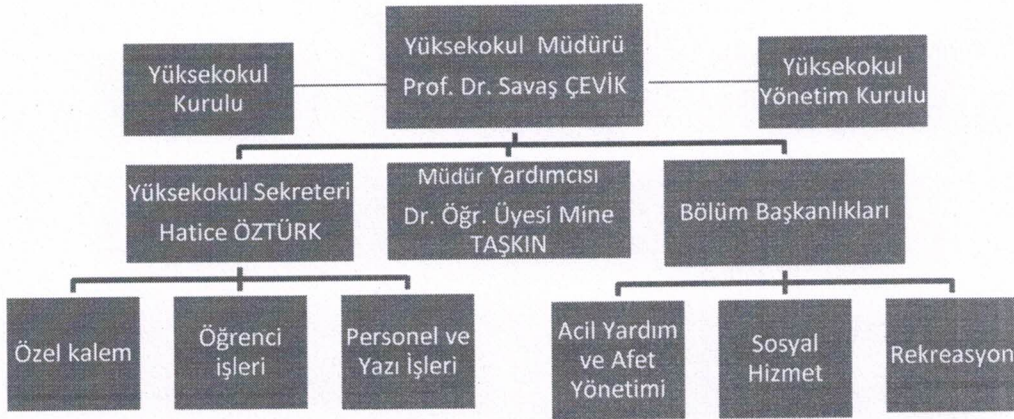 Yüksekokul Müdürü
Prof. Dr. Savaş ÇEVİK
Yüksekokul
Kurulu
Yüksekokul
Yönetim Kurulu
Yüksekokul Sekreteri
Hatice ÖZTÜRK
Müdür Yardımcısı
Dr. Öğr. Üyesi Mine
TAŞKIN
Bölüm Başkanlıkları
Özel kalem
Öğrenci
işleri
Personel ve
Yazı İşleri
Acil Yardım
ve Afet
Yönetimi
Sosyal
Hizmet
Rekreasyon